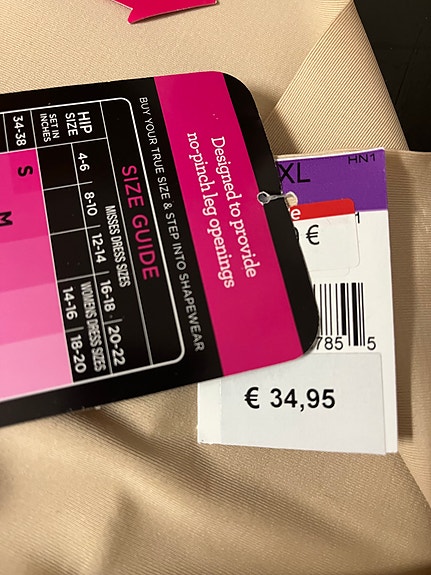 Designed to provide
no-pinch leg openings
BUY YOUR TRUE SIZE & STEP INTO SHAPEWEAR
SIZE GUIDE
MISSES DRESS SIZES
WOMENS DRESS SIZES
4-6
8-10
12-14
16-18
20-22
14-16
18-20
HIP
SIZE
SET IN
INCHES
34-38
S
M
HN1
XL
€
785 5
€ 34,95